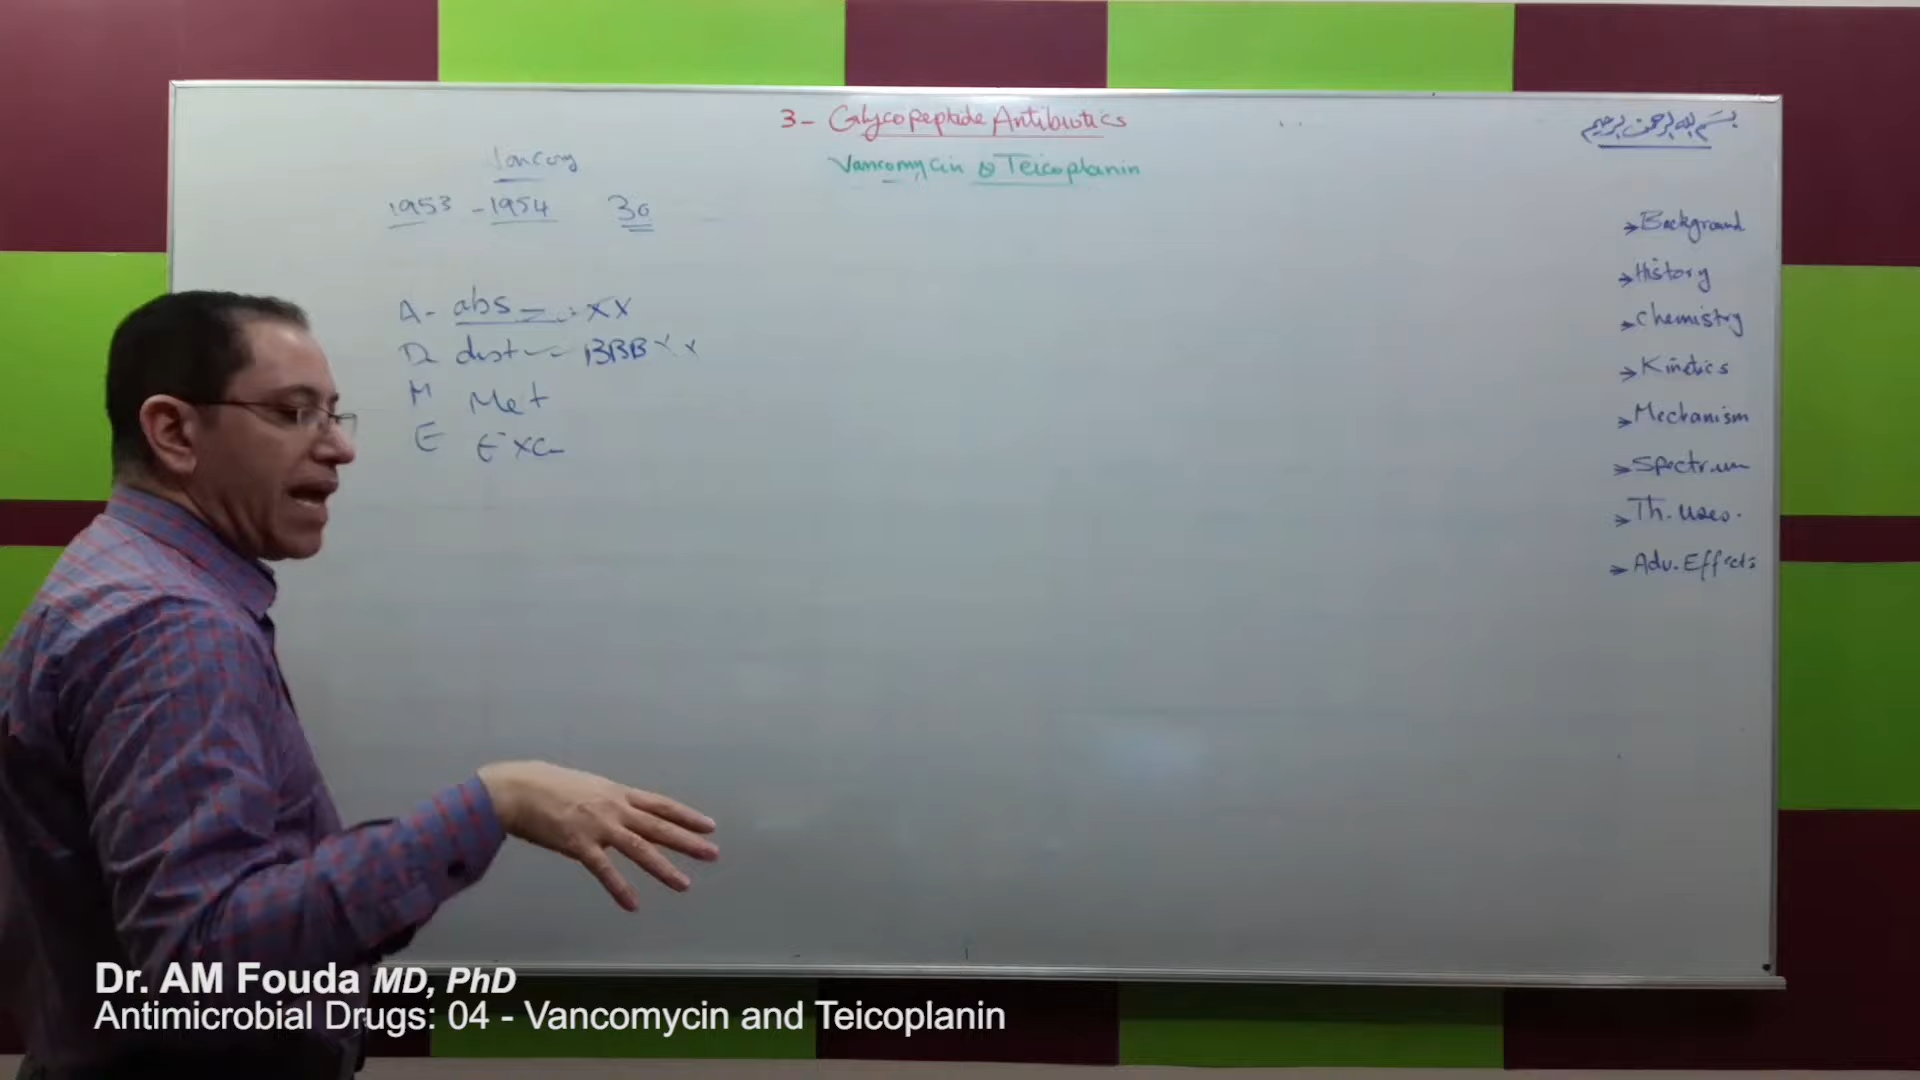 3- Glycopeptide Antibiotics
Vancomycin & Teicoplanin
بسم الله الرحمن الرحيم
Vancomy
1953 - 1954 30
A- abs XX
D dist BBB XX
M Met
E Exc
→ Background
→ History
→ Chemistry
→ Kinetics
→ Mechanism
→ Spectrum
→ Th. Uses.
→ Adv. Effects
Dr. AM Fouda MD, PhD
Antimicrobial Drugs: 04 - Vancomycin and Teicoplanin